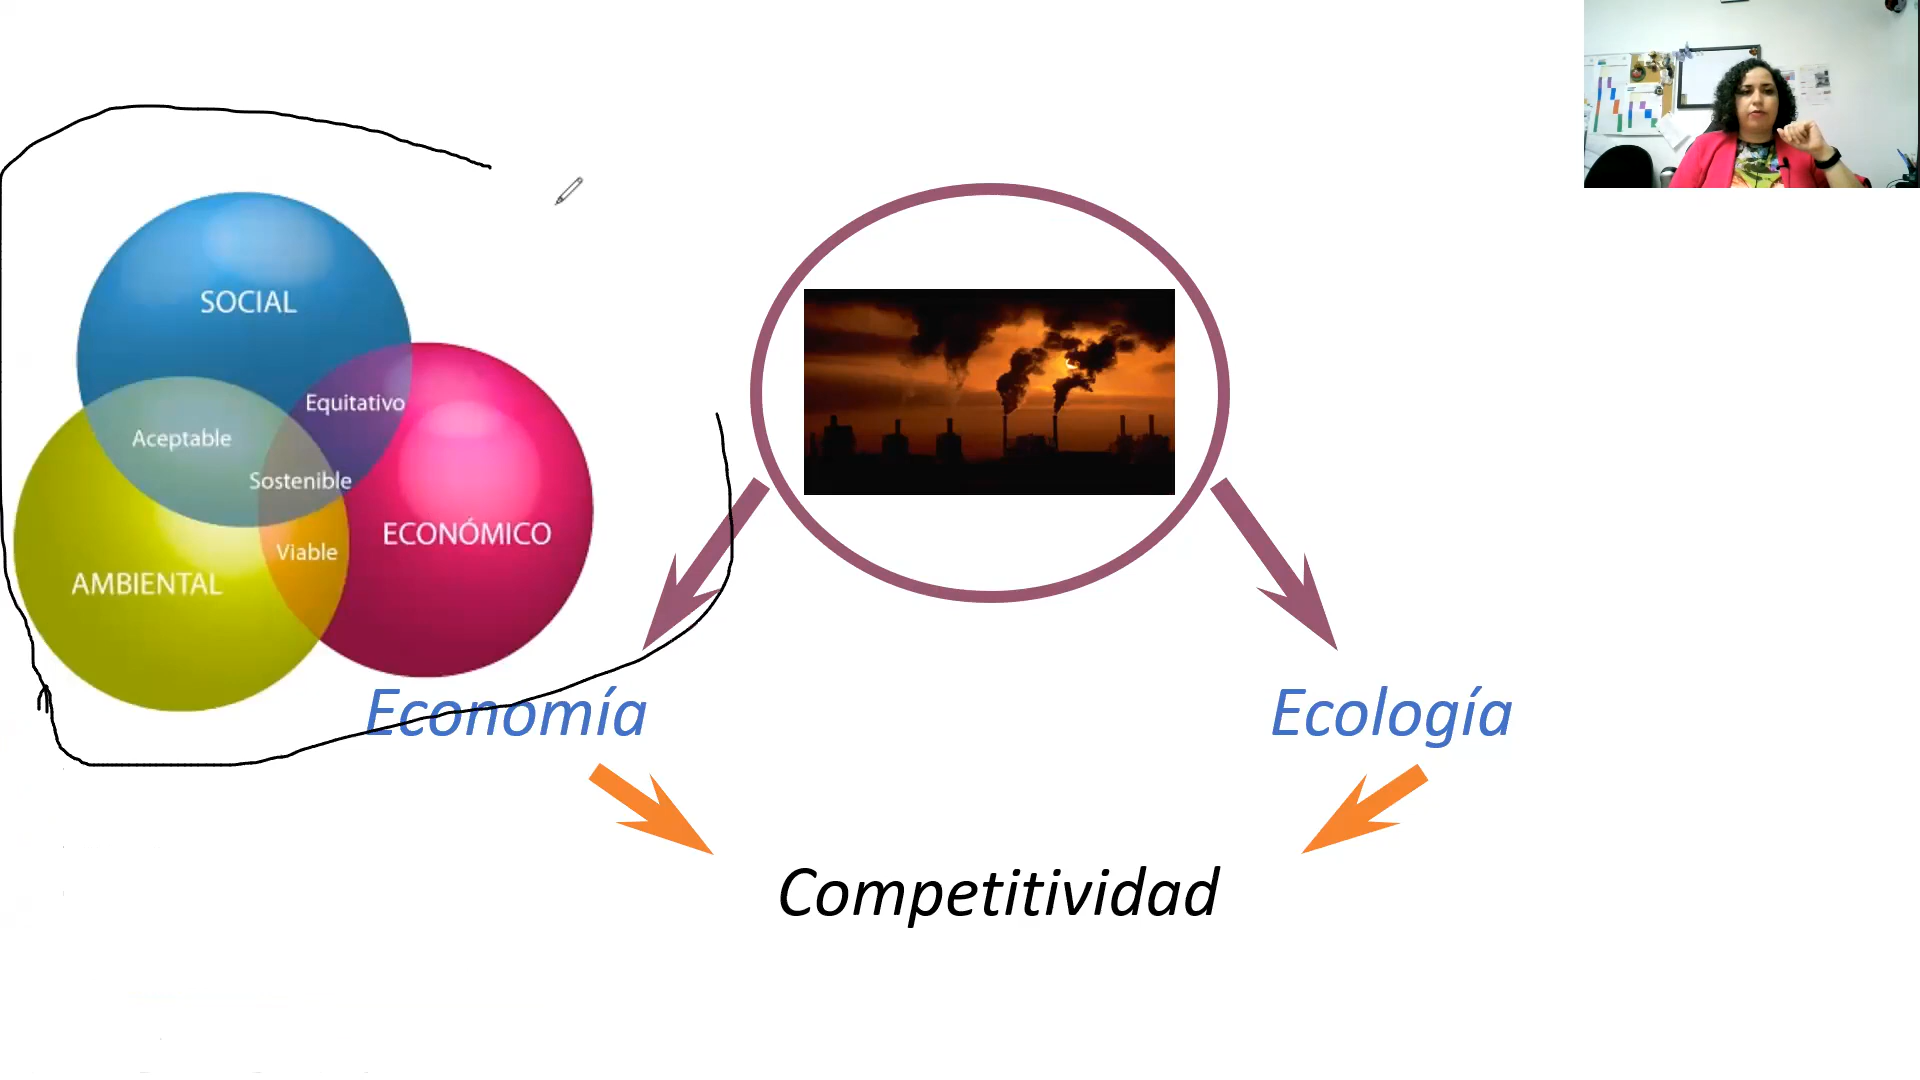 SOCIAL
Equitativo
Aceptable
Sostenible
ECONÓMICO
Viable
AMBIENTAL
Economía
Ecología
Competitividad